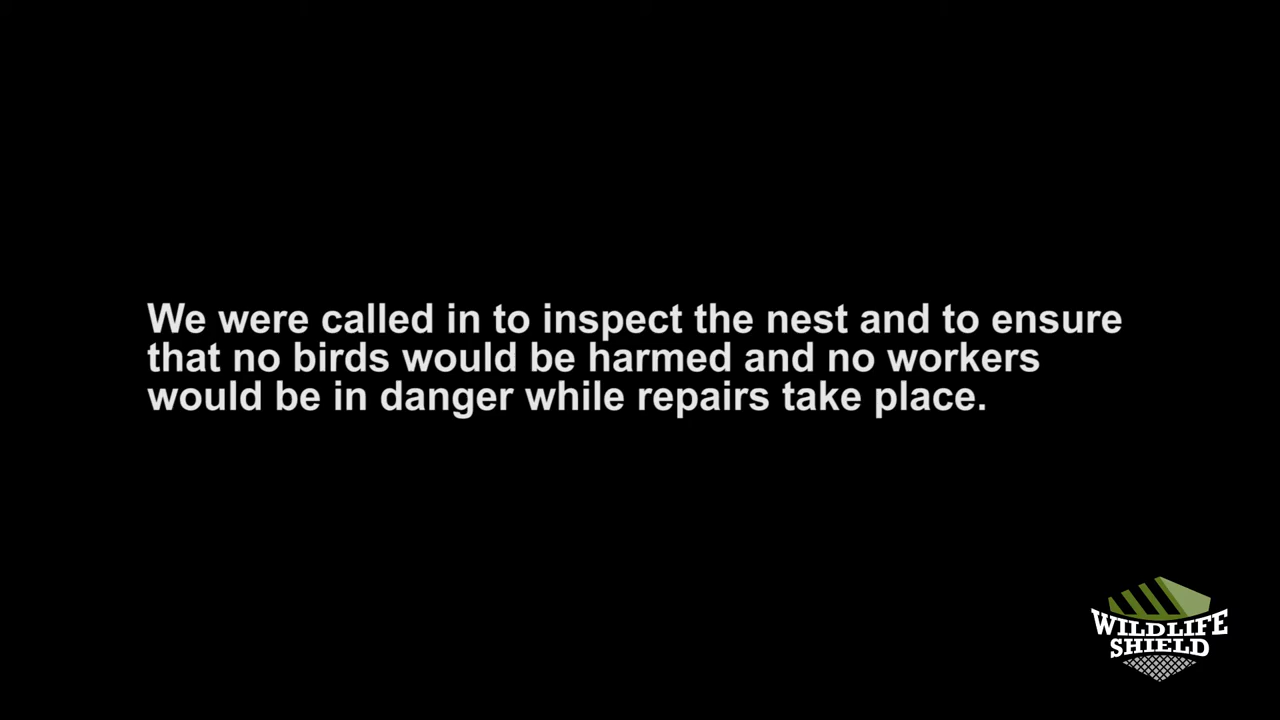 We were called in to inspect the nest and to ensure
that no birds would be harmed and no workers
would be in danger while repairs take place.
WILDLIFE
SHIELD